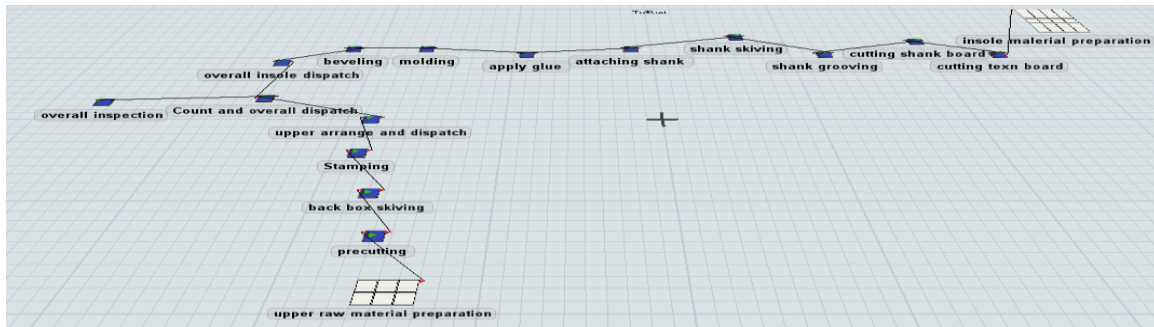 insole material preparation
shank skiving
cutting shank board
beveling
molding
apply glue
attaching shank
shank grooving
cutting texn board
overall insole dispatch
overall inspection
Count and overall dispatch
upper arrange and dispatch
Stamping
back box skiving
precutting
upper raw material preparation